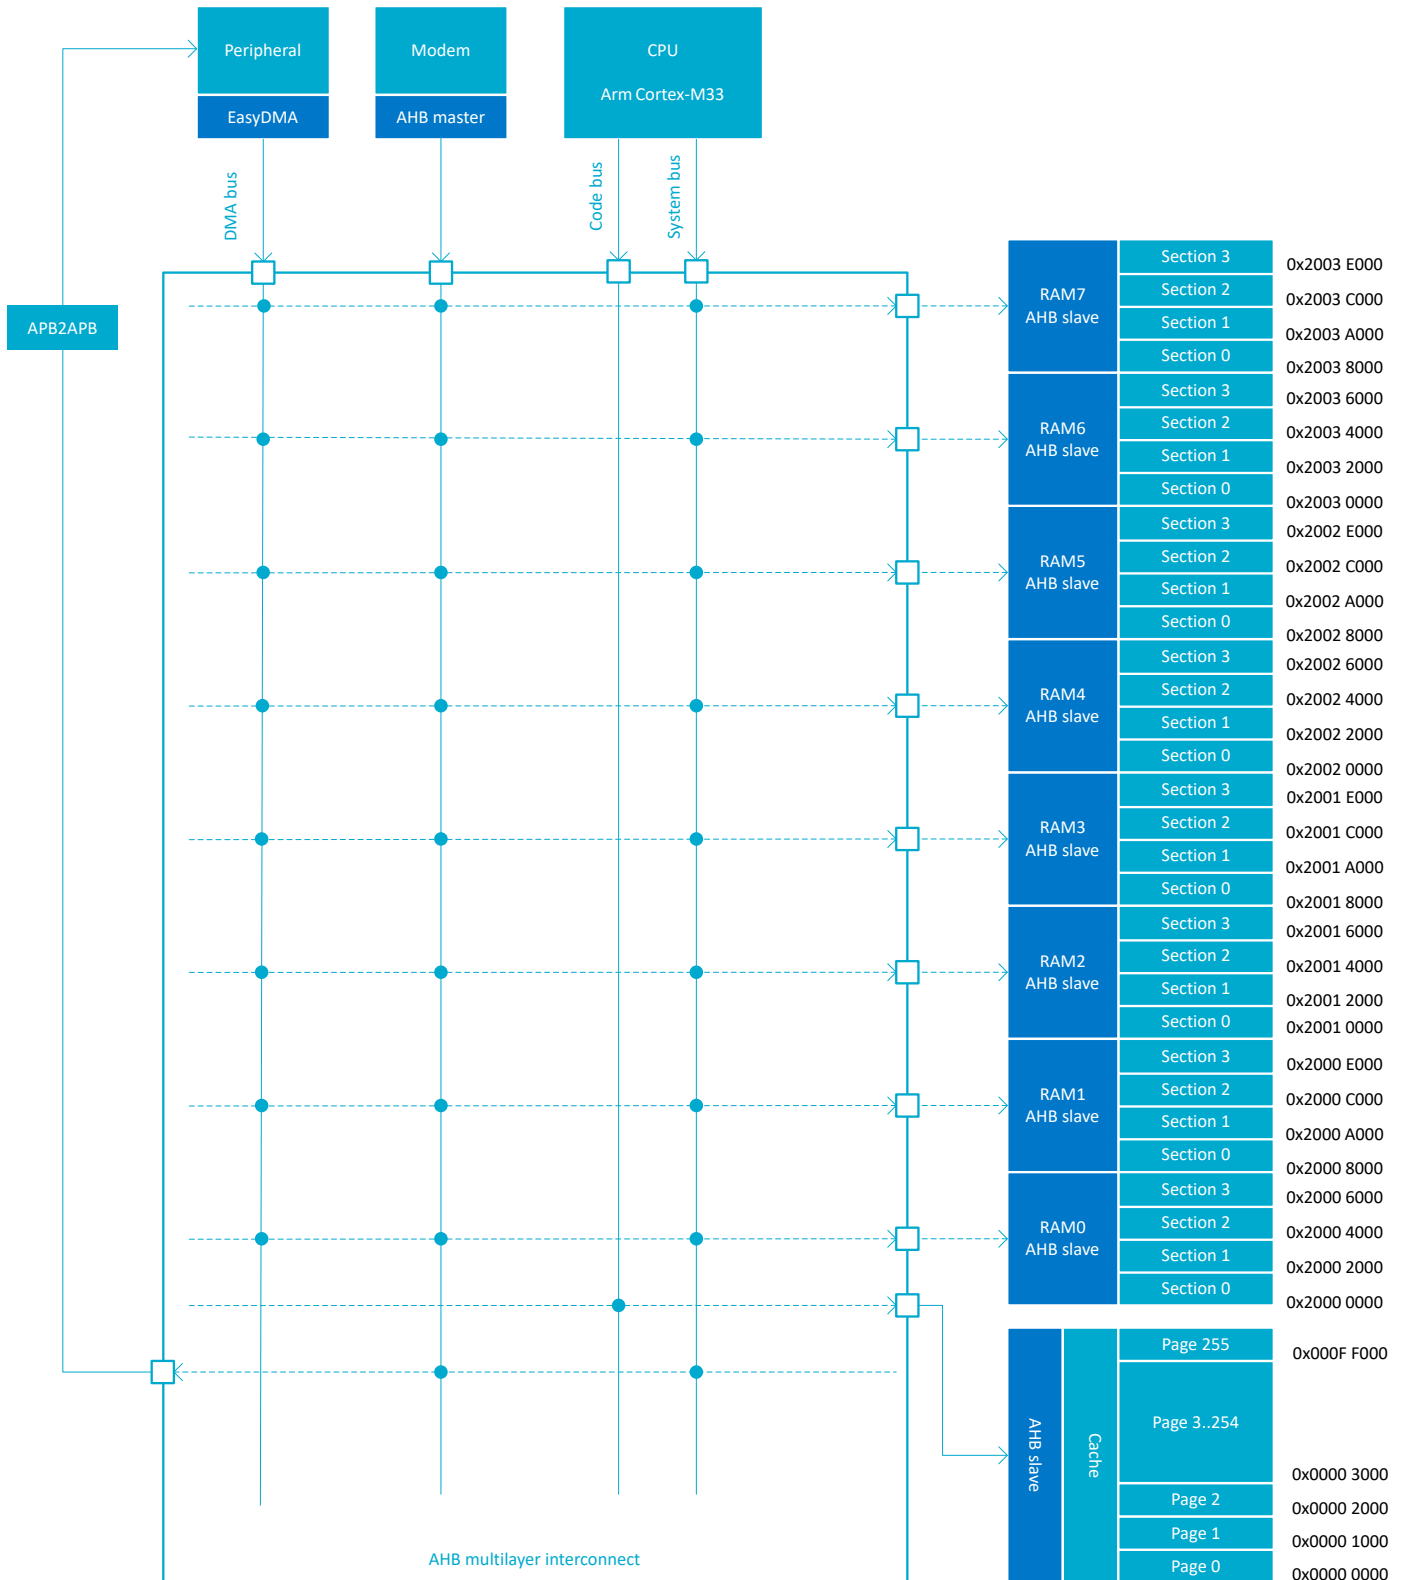 Peripheral
EasyDMA
Modem
AHB master
CPU
Arm Cortex-M33
DMA bus
Code bus
System bus
APB2APB
RAM7
AHB slave
Section 3
0x2003 E000
Section 2
0x2003 C000
Section 1
0x2003 A000
Section 0
0x2003 8000
RAM6
AHB slave
Section 3
0x2003 6000
Section 2
0x2003 4000
Section 1
0x2003 2000
Section 0
0x2003 0000
RAM5
AHB slave
Section 3
0x2002 E000
Section 2
0x2002 C000
Section 1
0x2002 A000
Section 0
0x2002 8000
RAM4
AHB slave
Section 3
0x2002 6000
Section 2
0x2002 4000
Section 1
0x2002 2000
Section 0
0x2002 0000
RAM3
AHB slave
Section 3
0x2001 E000
Section 2
0x2001 C000
Section 1
0x2001 A000
Section 0
0x2001 8000
RAM2
AHB slave
Section 3
0x2001 6000
Section 2
0x2001 4000
Section 1
0x2001 2000
Section 0
0x2001 0000
RAM1
AHB slave
Section 3
0x2000 E000
Section 2
0x2000 C000
Section 1
0x2000 A000
Section 0
0x2000 8000
RAM0
AHB slave
Section 3
0x2000 6000
Section 2
0x2000 4000
Section 1
0x2000 2000
Section 0
0x2000 0000
AHB slave
Cache
Page 255
0x000F F000
Page 3..254
0x0000 3000
Page 2
0x0000 2000
Page 1
0x0000 1000
Page 0
0x0000 0000
AHB multilayer interconnect